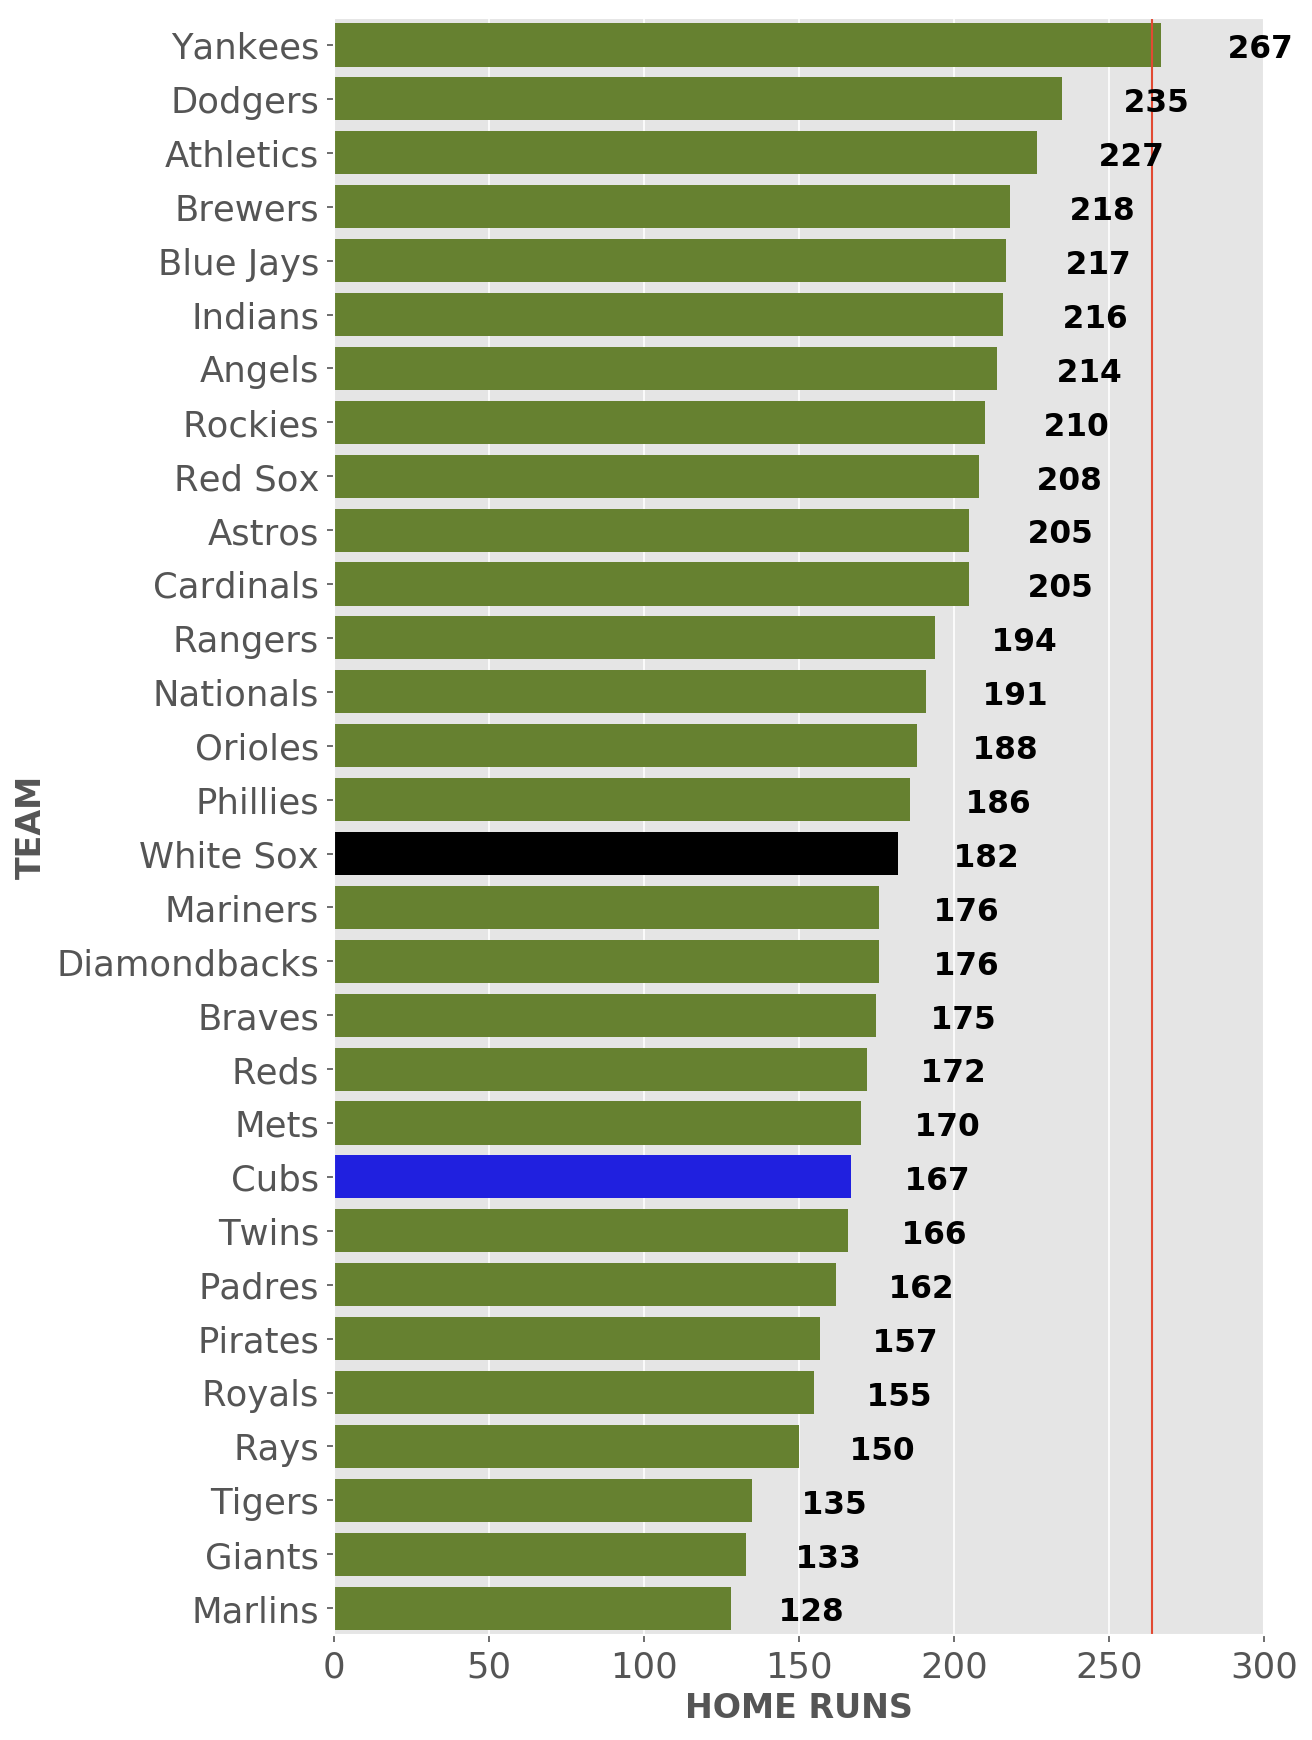 Yankees 267
Dodgers 235
Athletics 227
Brewers 218
Blue Jays 217
Indians 216
Angels 214
Rockies 210
Red Sox 208
Astros 205
Cardinals 205
Rangers 194
Nationals 191
Orioles 188
Phillies 186
White Sox 182
Mariners 176
Diamondbacks 176
Braves 175
Reds 172
Mets 170
Cubs 167
Twins 166
Padres 162
Pirates 157
Royals 155
Rays 150
Tigers 135
Giants 133
Marlins 128
TEAM
0 50 100 150 200 250 300
HOME RUNS